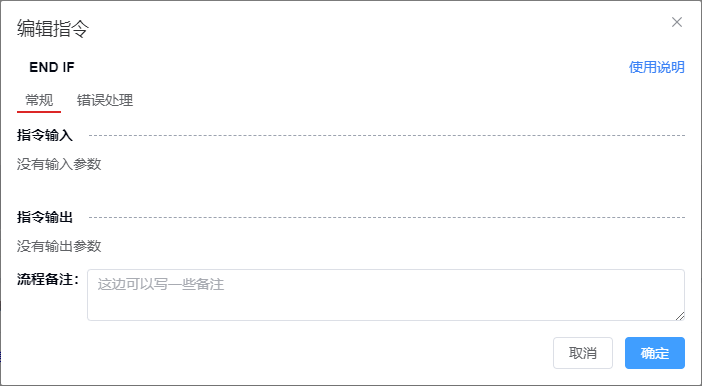 编辑指令
END IF
使用说明
常规
错误处理
指令输入
没有输入参数
指令输出
没有输出参数
流程备注：
这边可以写一些备注
取消
确定